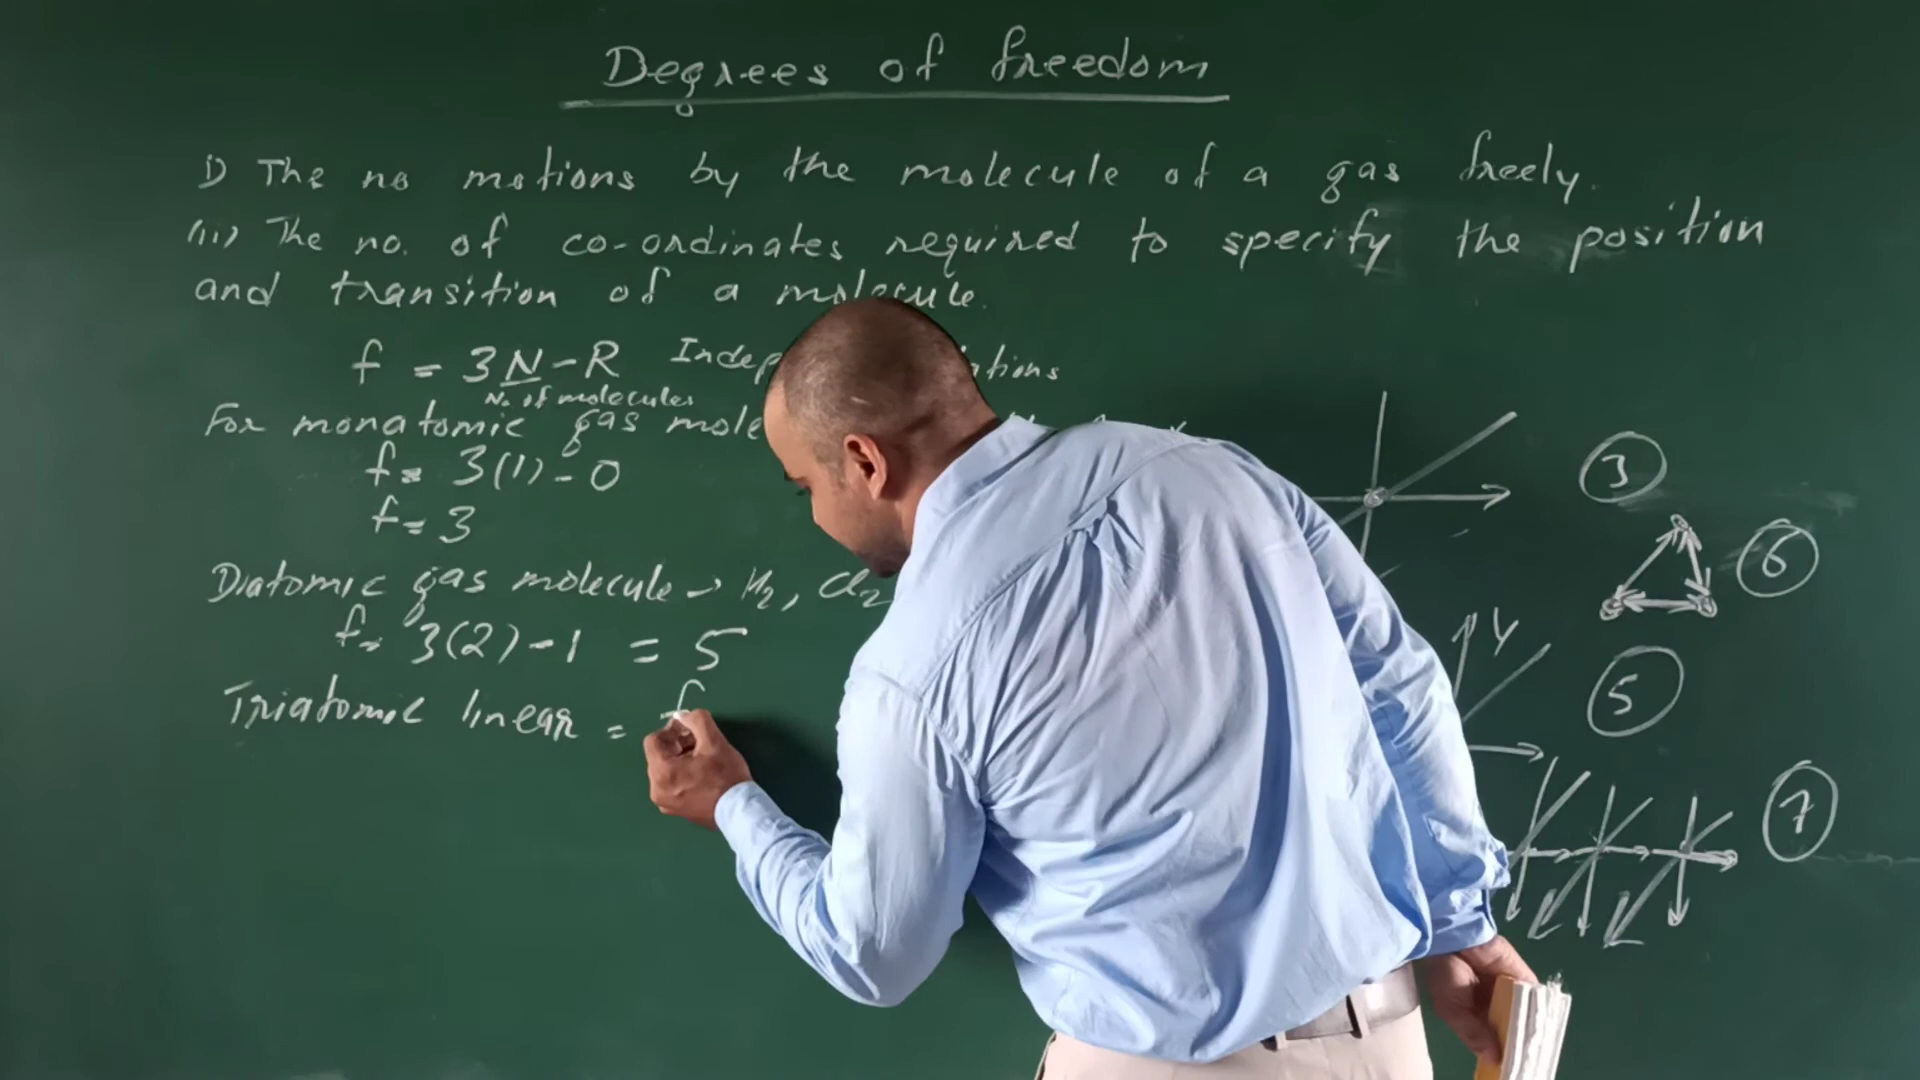 Degrees of freedom
i) The no motions by the molecule of a gas freely.
(ii) The no. of co-ordinates required to specify the position
and transition of a molecule.
f = 3N-R
No of molecules
For monatomic gas
f= 3(1)-0
f= 3
Diatomic gas molecule → H2, Cl2
f= 3(2)-1 = 5
Triatomic linear = f
3
6
Y
5
7